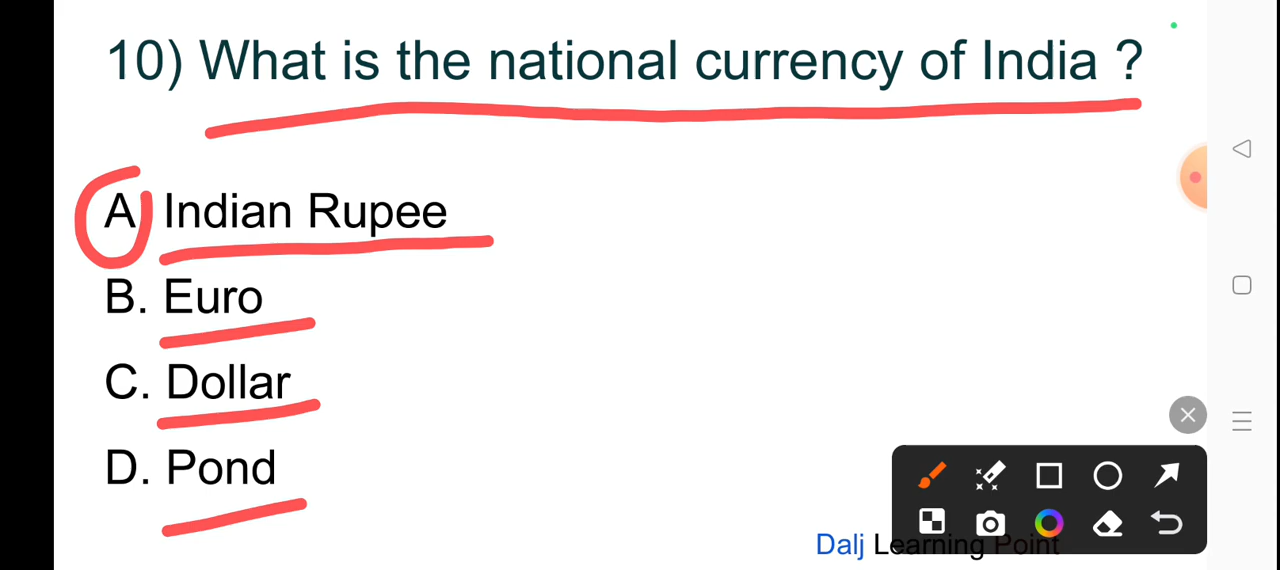 10) What is the national currency of India ?
A Indian Rupee
B. Euro
C. Dollar
D. Pond
Dalj Learning Point